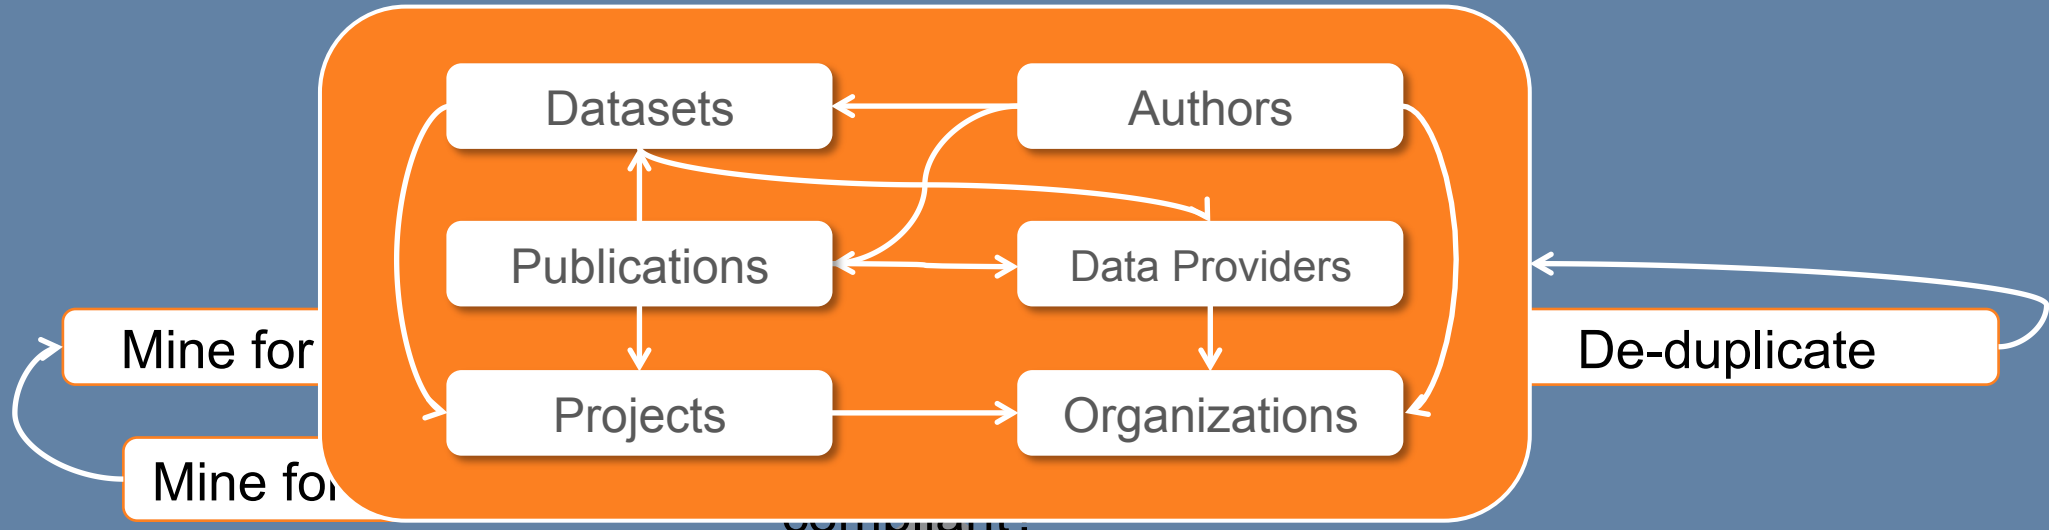 Datasets
Authors
Publications
Data Providers
Mine for
De-duplicate
Projects
Organizations
Mine for